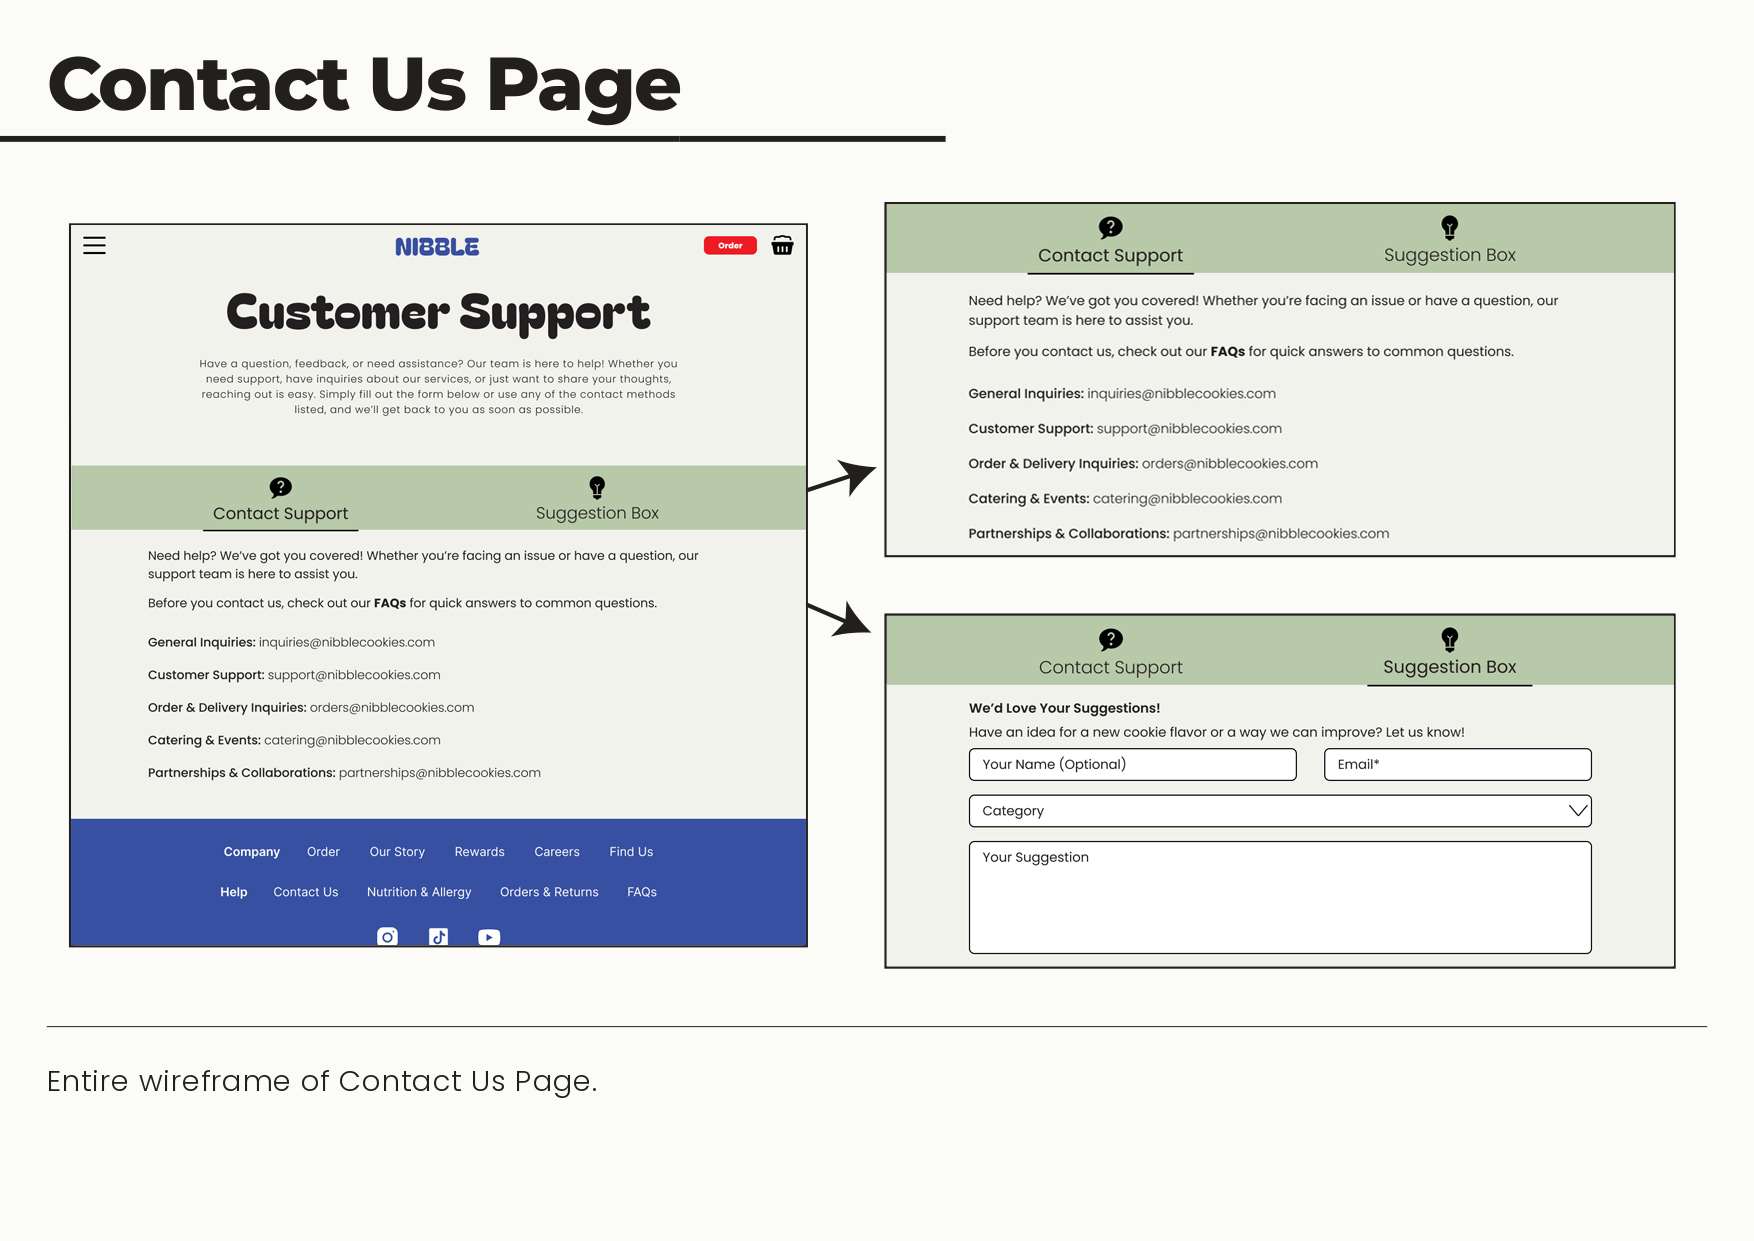 Contact Us Page
NIBBLE
Order
Customer Support
Have a question, feedback, or need assistance? Our team is here to help! Whether you
need support, have inquiries about our services, or just want to share your thoughts,
reaching out is easy. Simply fill out the form below or use any of the contact methods
listed, and we'll get back to you as soon as possible.
Contact Support
Suggestion Box
Need help? We've got you covered! Whether you're facing an issue or have a question, our
support team is here to assist you.
Before you contact us, check out our FAQs for quick answers to common questions.
General Inquiries: inquiries@nibblecookies.com
Customer Support: support@nibblecookies.com
Order & Delivery Inquiries: orders@nibblecookies.com
Catering & Events: catering@nibblecookies.com
Partnerships & Collaborations: partnerships@nibblecookies.com
Company Order Our Story Rewards Careers Find Us
Help Contact Us Nutrition & Allergy Orders & Returns FAQs
Contact Support
Suggestion Box
Need help? We've got you covered! Whether you're facing an issue or have a question, our
support team is here to assist you.
Before you contact us, check out our FAQs for quick answers to common questions.
General Inquiries: inquiries@nibblecookies.com
Customer Support: support@nibblecookies.com
Order & Delivery Inquiries: orders@nibblecookies.com
Catering & Events: catering@nibblecookies.com
Partnerships & Collaborations: partnerships@nibblecookies.com
Contact Support
Suggestion Box
We'd Love Your Suggestions!
Have an idea for a new cookie flavor or a way we can improve? Let us know!
Your Name (Optional)
Email*
Category
Your Suggestion
Entire wireframe of Contact Us Page.